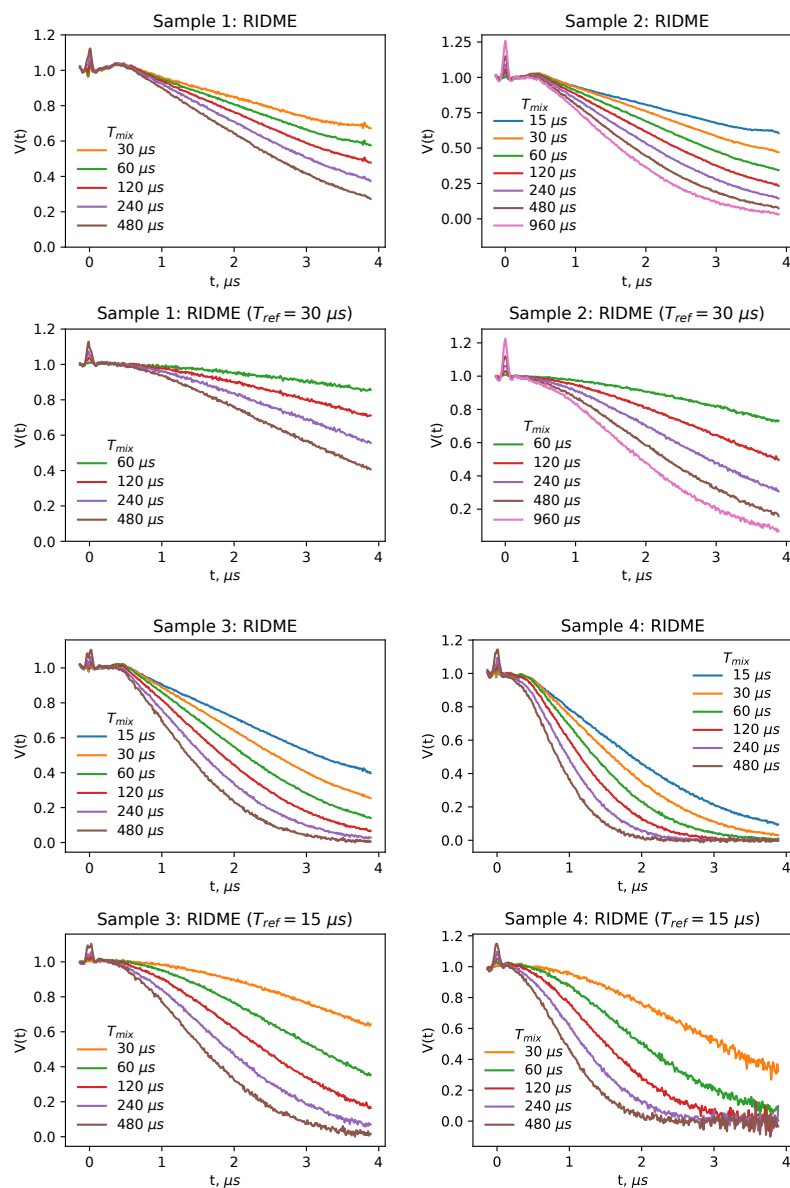 Sample 1: RIDME
1.2
1.0
0.8
0.6
0.4
0.2
0.0
V(t)
T_mix
30 μs
60 μs
120 μs
240 μs
480 μs
0 1 2 3 4
t, μs
Sample 2: RIDME
1.25
1.00
0.75
0.50
0.25
0.00
V(t)
T_mix
15 μs
30 μs
60 μs
120 μs
240 μs
480 μs
960 μs
0 1 2 3 4
t, μs
Sample 1: RIDME (T_ref = 30 μs)
1.2
1.0
0.8
0.6
0.4
0.2
0.0
V(t)
T_mix
60 μs
120 μs
240 μs
480 μs
0 1 2 3 4
t, μs
Sample 2: RIDME (T_ref = 30 μs)
1.2
1.0
0.8
0.6
0.4
0.2
V(t)
T_mix
60 μs
120 μs
240 μs
480 μs
960 μs
0 1 2 3 4
t, μs
Sample 3: RIDME
1.0
0.8
0.6
0.4
0.2
0.0
V(t)
T_mix
15 μs
30 μs
60 μs
120 μs
240 μs
480 μs
0 1 2 3 4
t, μs
Sample 4: RIDME
1.2
1.0
0.8
0.6
0.4
0.2
0.0
V(t)
T_mix
15 μs
30 μs
60 μs
120 μs
240 μs
480 μs
0 1 2 3 4
t, μs
Sample 3: RIDME (T_ref = 15 μs)
1.0
0.8
0.6
0.4
0.2
0.0
V(t)
T_mix
30 μs
60 μs
120 μs
240 μs
480 μs
0 1 2 3 4
t, μs
Sample 4: RIDME (T_ref = 15 μs)
1.2
1.0
0.8
0.6
0.4
0.2
0.0
V(t)
T_mix
30 μs
60 μs
120 μs
240 μs
480 μs
0 1 2 3 4
t, μs